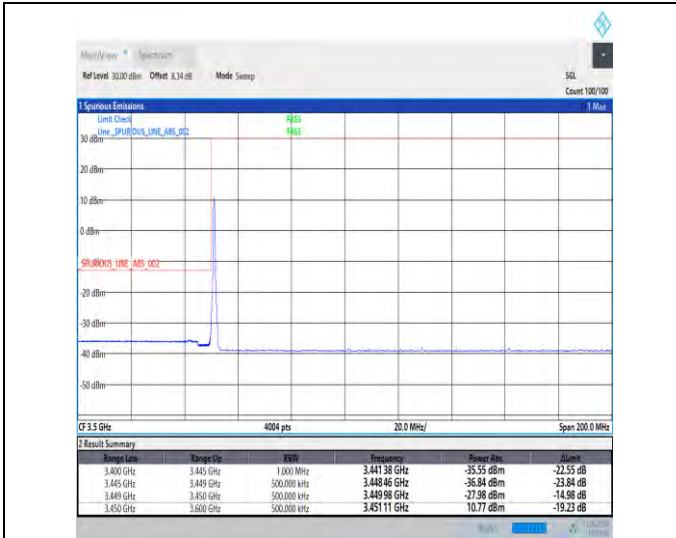 MultiView Spectrum
Ref Level 30.00 dBm Offset 8.34 dB Mode Sweep SGL
Count 100/100
1 Spurious Emissions 1 Max
Limit Check PASS
Line _SPURIOUS_LINE_ABS_002 PASS
30 dBm
20 dBm
10 dBm
0 dBm
_SPURIOUS_LINE_ABS_002
-20 dBm
-30 dBm
-40 dBm
-50 dBm
CF 3.5 GHz 4004 pts 20.0 MHz/ Span 200.0 MHz
2 Result Summary
Range Low Range Up RBW Frequency Power Abs ΔLimit
3.400 GHz 3.445 GHz 1.000 MHz 3.441 38 GHz -35.55 dBm -22.55 dB
3.445 GHz 3.449 GHz 500.000 kHz 3.448 46 GHz -36.84 dBm -23.84 dB
3.449 GHz 3.450 GHz 500.000 kHz 3.449 98 GHz -27.98 dBm -14.98 dB
3.450 GHz 3.600 GHz 500.000 kHz 3.451 11 GHz 10.77 dBm -19.23 dB